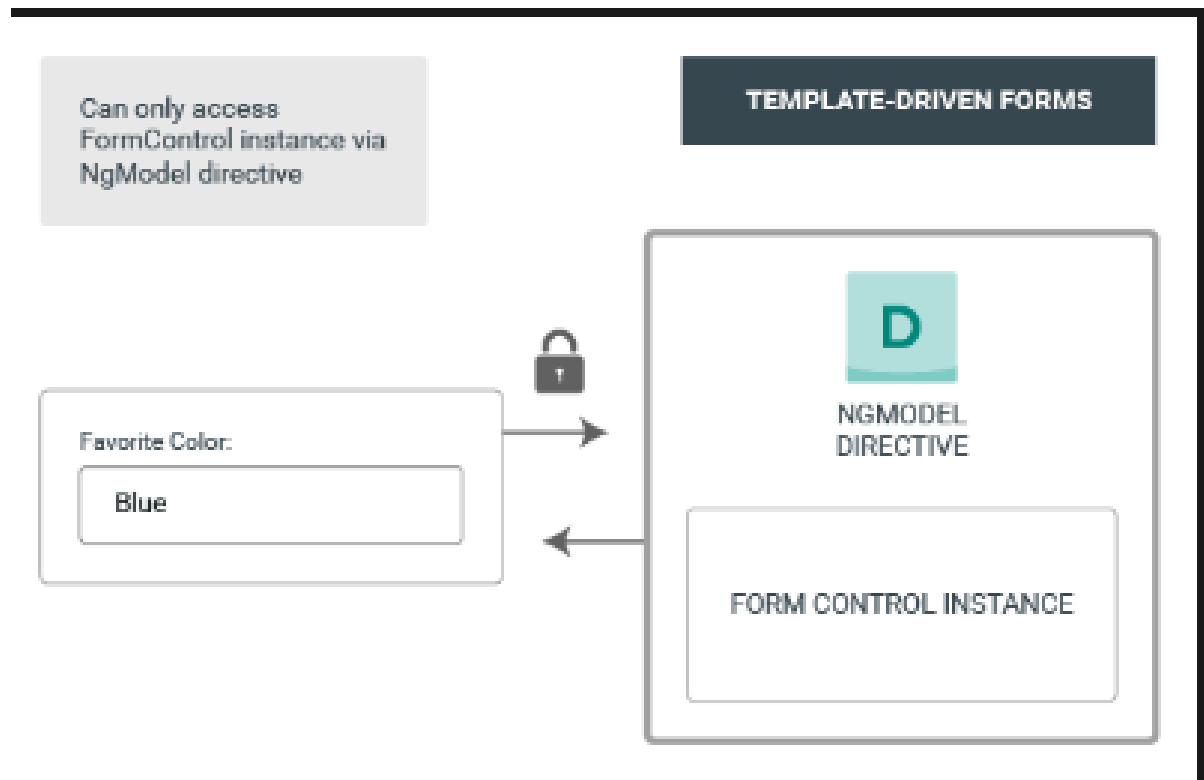 Can only access
FormControl instance via
NgModel directive
TEMPLATE-DRIVEN FORMS
D
NGMODEL
DIRECTIVE
Favorite Color:
Blue
FORM CONTROL INSTANCE